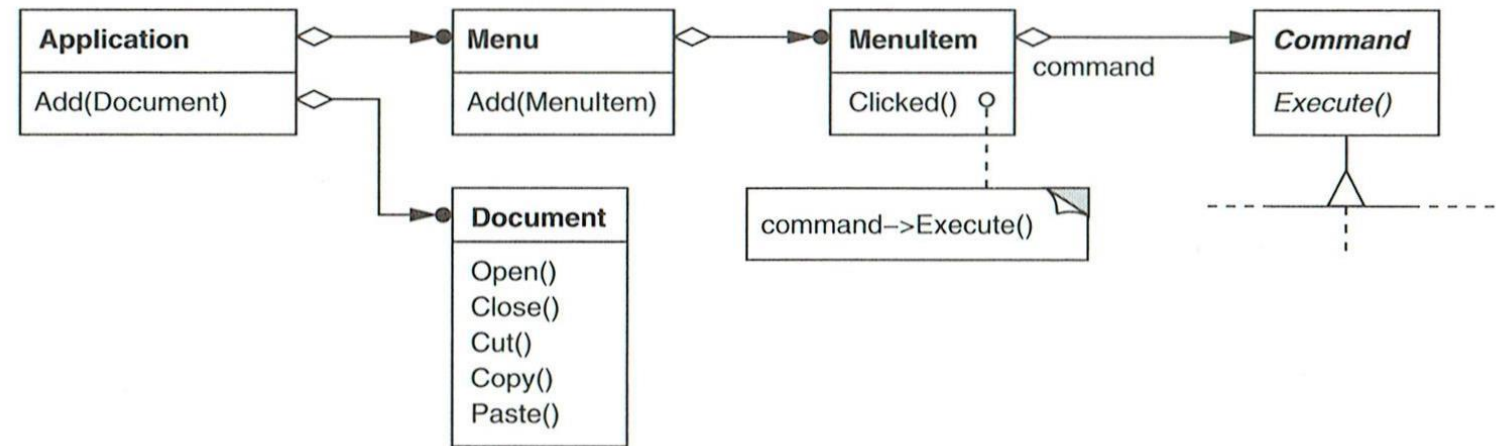 Application
Add(Document)
Menu
Add(MenuItem)
MenuItem
Clicked()
command
Command
Execute()
command–>Execute()
Document
Open()
Close()
Cut()
Copy()
Paste()